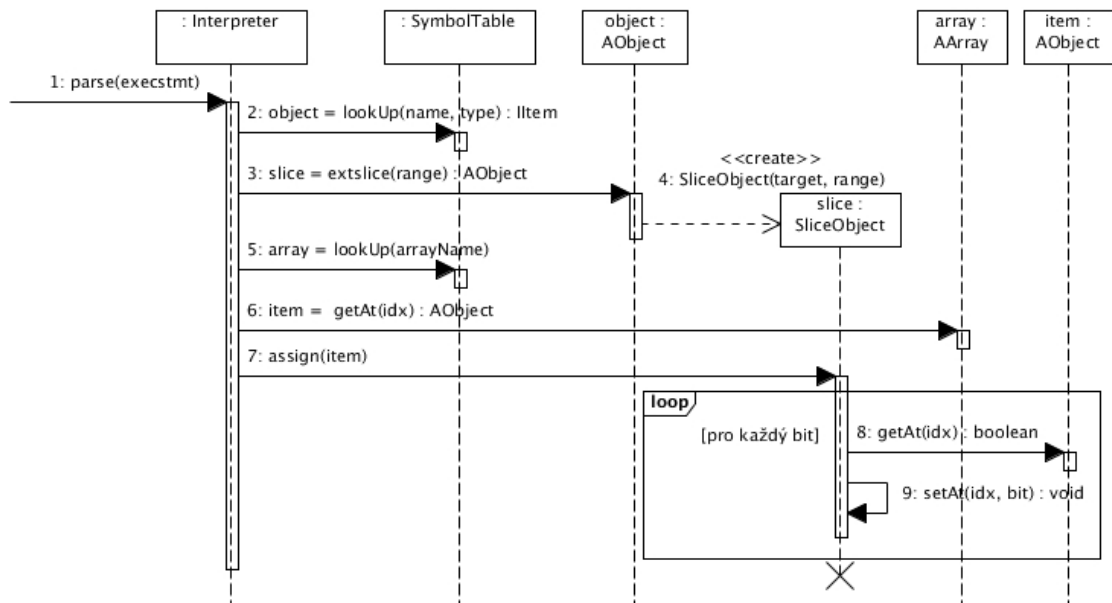 : Interpreter
: SymbolTable
object :
AObject
array :
AArray
item :
AObject
1: parse(execstmt)
2: object = lookUp(name, type) : IItem
3: slice = extslice(range) : AObject
<<create>>
4: SliceObject(target, range)
slice :
SliceObject
5: array = lookUp(arrayName)
6: item = getAt(idx) : AObject
7: assign(item)
loop
[pro každý bit]
8: getAt(idx) : boolean
9: setAt(idx, bit) : void